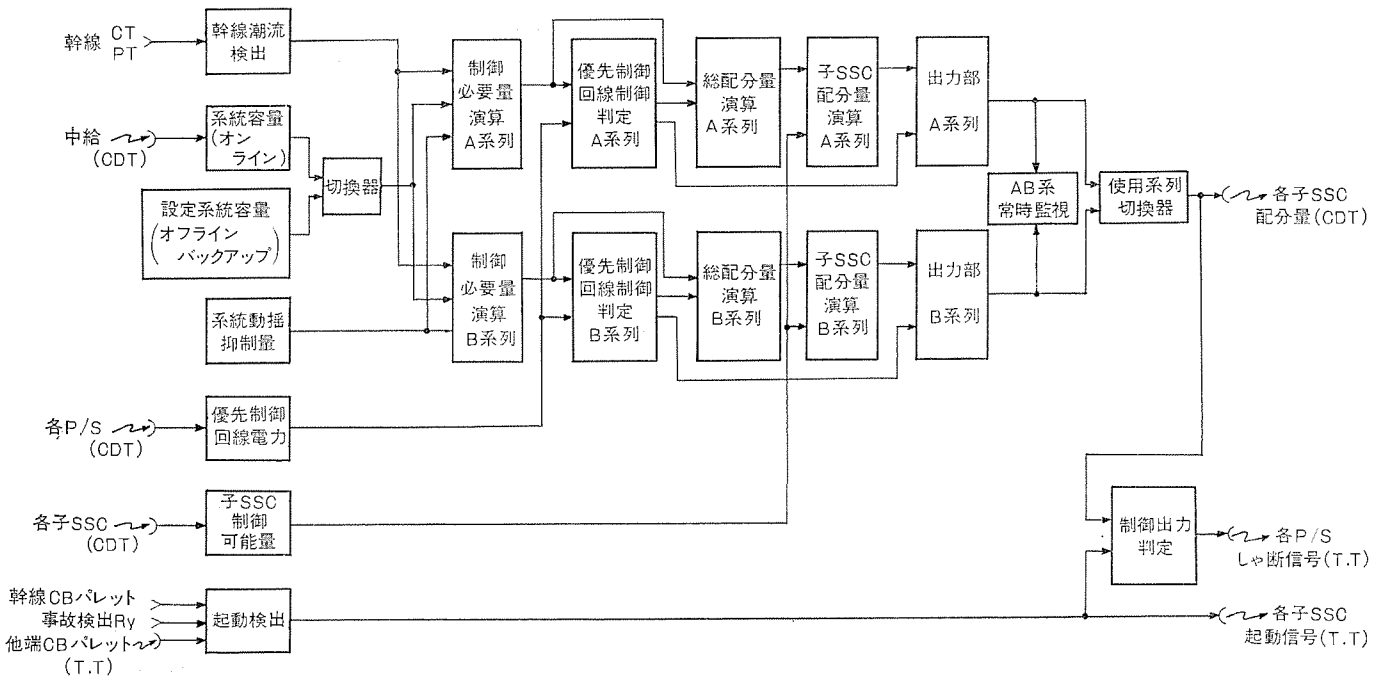 幹線 CT
PT
幹線潮流
検出
中給
(CDT)
系統容量
(オン
ライン)
切換器
設定系統容量
(オフライン
バックアップ)
系統動揺
抑制量
各P/S
(CDT)
優先制御
回線電力
各子SSC
(CDT)
子SSC
制御
可能量
幹線CBパレット
事故検出Ry
他端CBパレット
(T.T)
起動検出
制御
必要量
演算
A系列
優先制御
回線制御
判定
A系列
総配分量
演算
A系列
子SSC
配分量
演算
A系列
出力部
A系列
制御
必要量
演算
B系列
優先制御
回線制御
判定
B系列
総配分量
演算
B系列
子SSC
配分量
演算
B系列
出力部
B系列
AB系
常時監視
使用系列
切換器
各子SSC
配分量(CDT)
制御出力
判定
各P/S
しゃ断信号(T.T)
各子SSC
起動信号(T.T)